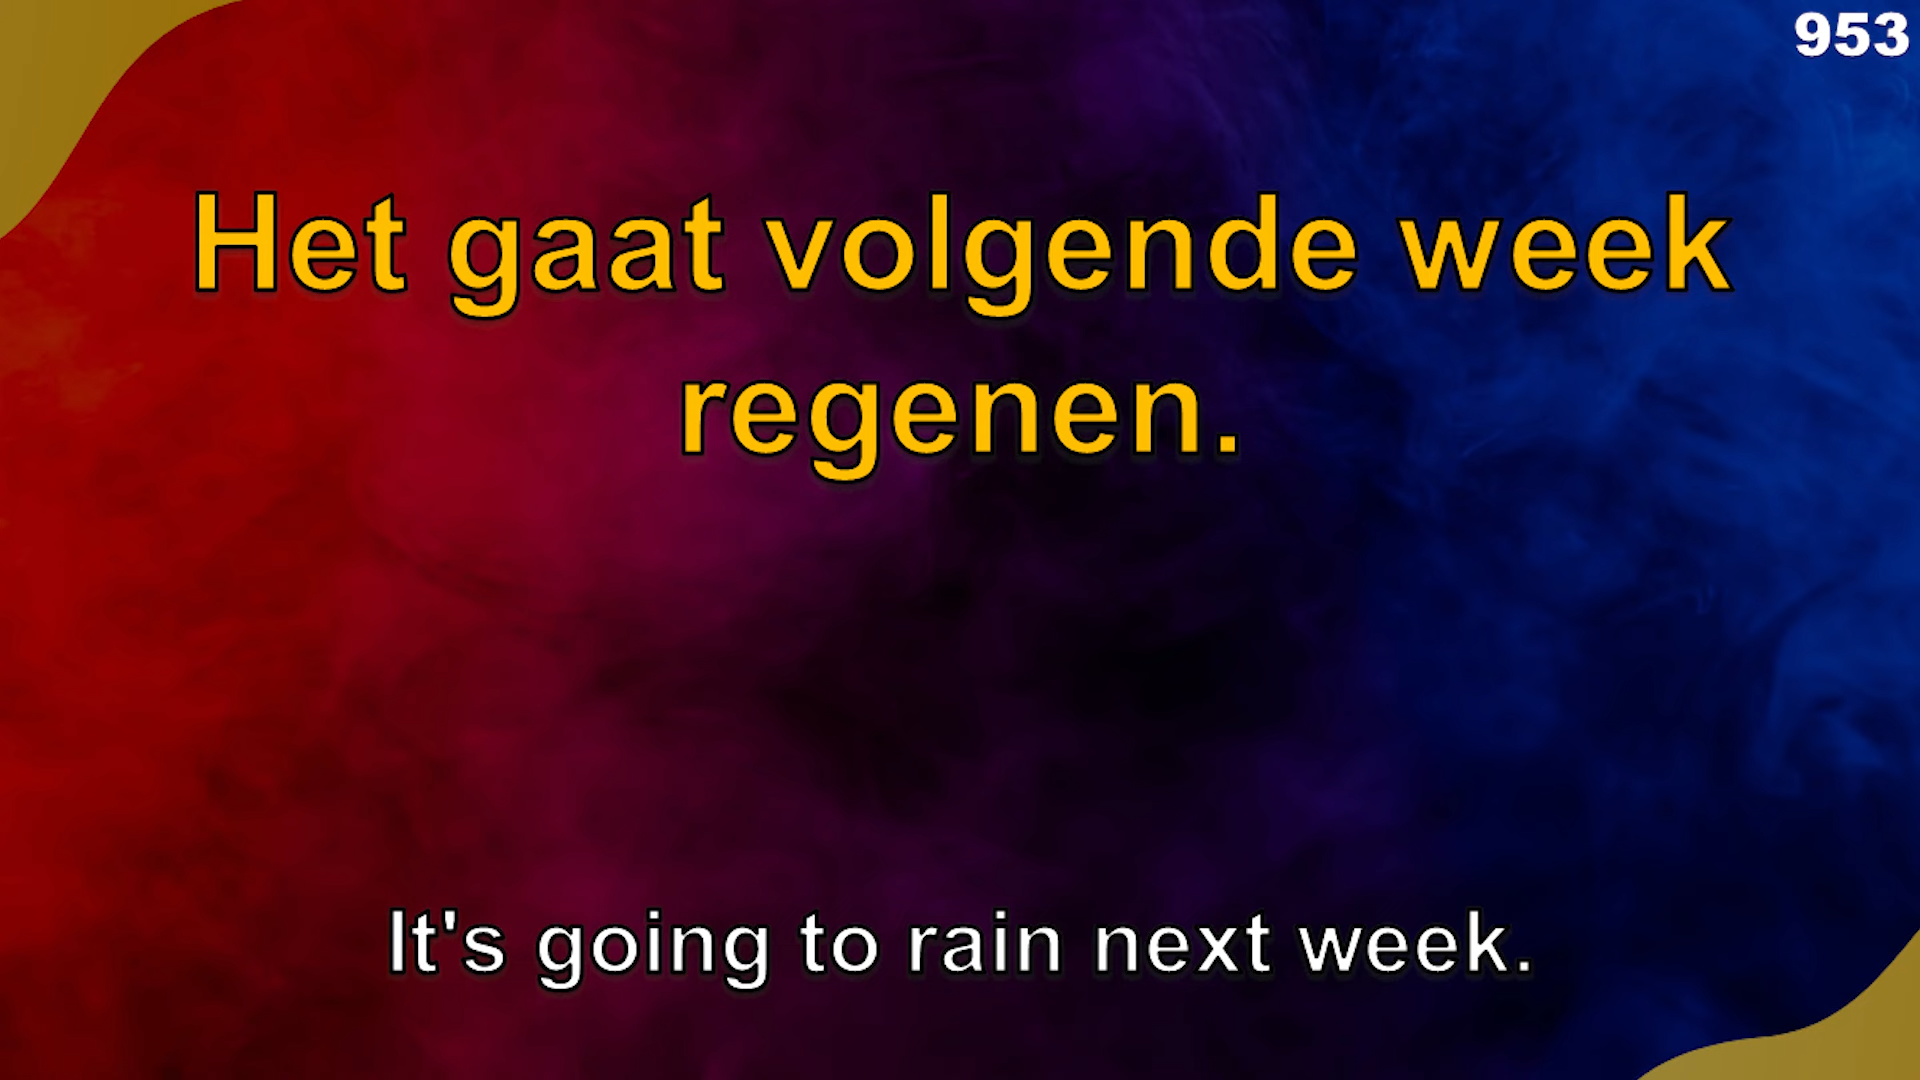 953
Het gaat volgende week
regenen.
It's going to rain next week.